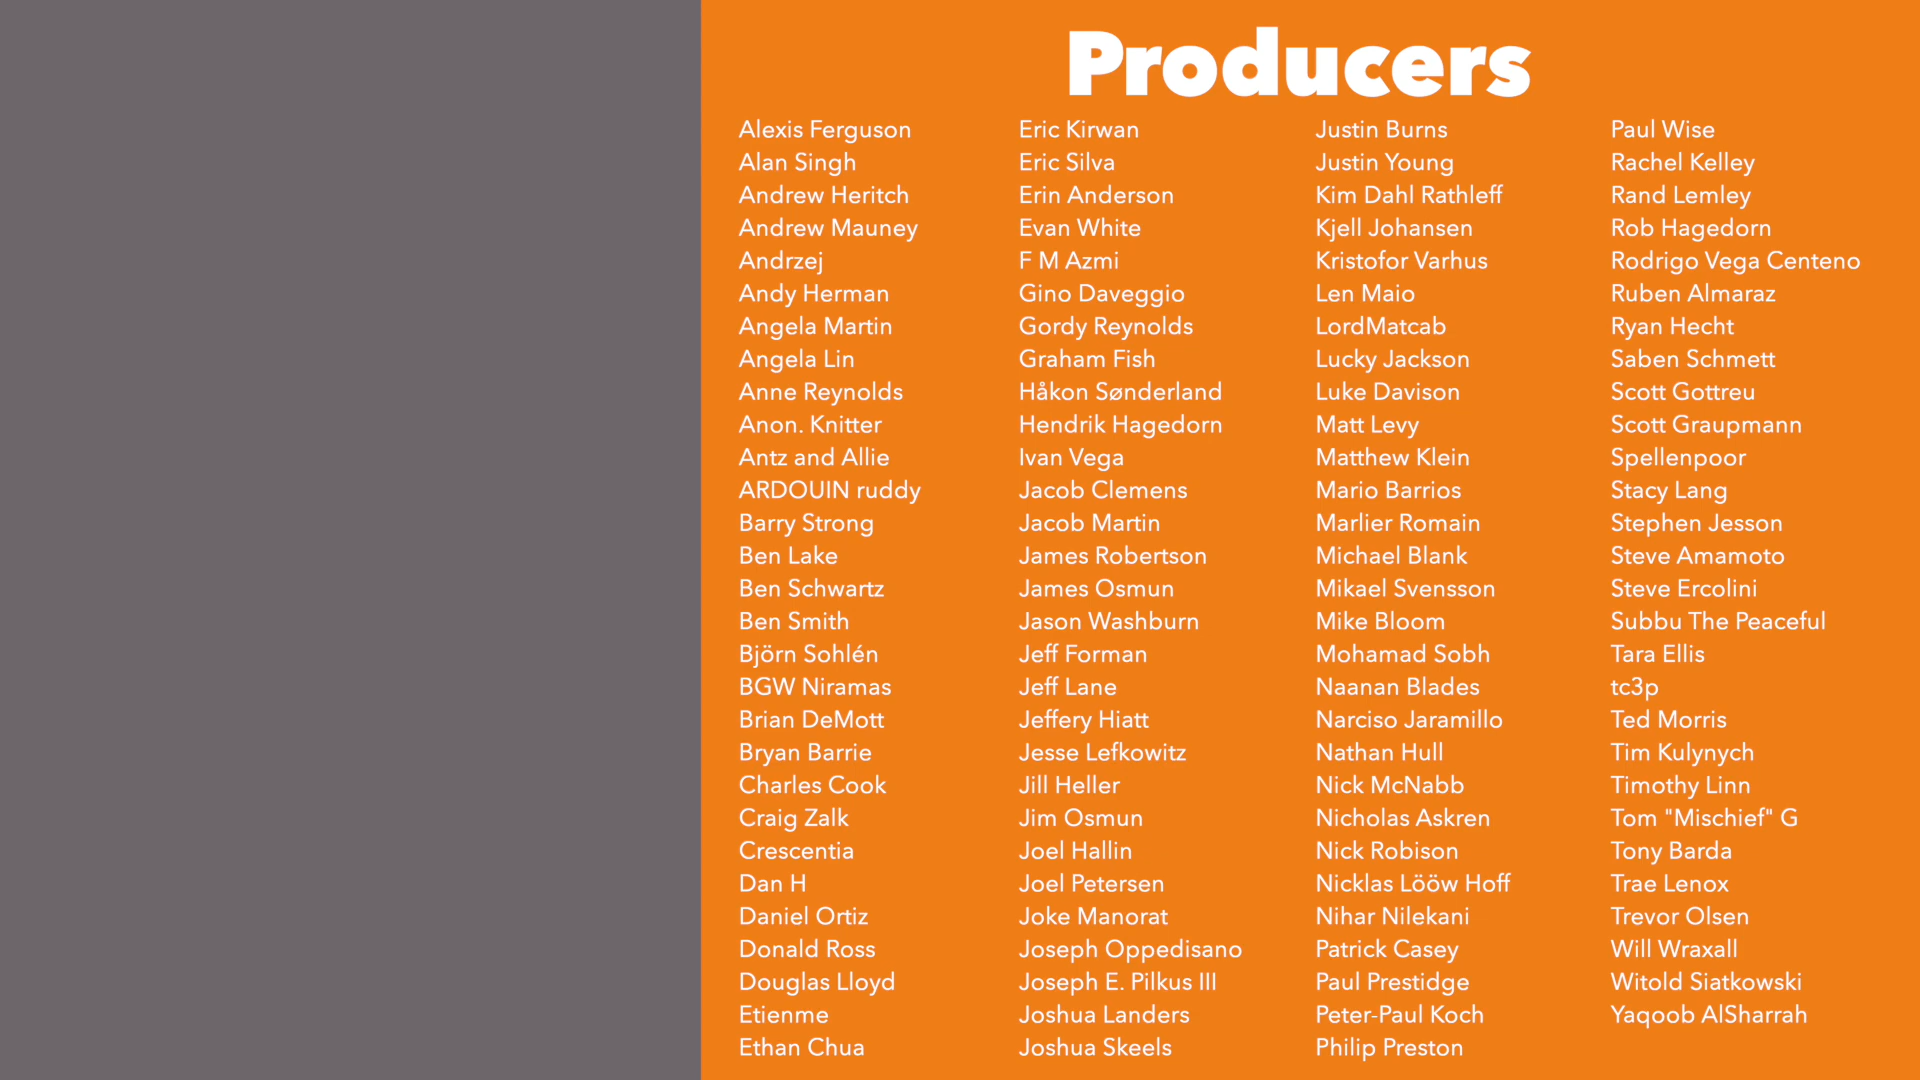 Producers
Alexis Ferguson
Alan Singh
Andrew Heritch
Andrew Mauney
Andrzej
Andy Herman
Angela Martin
Angela Lin
Anne Reynolds
Anon. Knitter
Antz and Allie
ARDOUIN ruddy
Barry Strong
Ben Lake
Ben Schwartz
Ben Smith
Björn Sohlén
BGW Niramas
Brian DeMott
Bryan Barrie
Charles Cook
Craig Zalk
Crescentia
Dan H
Daniel Ortiz
Donald Ross
Douglas Lloyd
Etienme
Ethan Chua
Eric Kirwan
Eric Silva
Erin Anderson
Evan White
F M Azmi
Gino Daveggio
Gordy Reynolds
Graham Fish
Håkon Sønderland
Hendrik Hagedorn
Ivan Vega
Jacob Clemens
Jacob Martin
James Robertson
James Osmun
Jason Washburn
Jeff Forman
Jeff Lane
Jeffery Hiatt
Jesse Lefkowitz
Jill Heller
Jim Osmun
Joel Hallin
Joel Petersen
Joke Manorat
Joseph Oppedisano
Joseph E. Pilkus III
Joshua Landers
Joshua Skeels
Justin Burns
Justin Young
Kim Dahl Rathleff
Kjell Johansen
Kristofor Varhus
Len Maio
LordMatcab
Lucky Jackson
Luke Davison
Matt Levy
Matthew Klein
Mario Barrios
Marlier Romain
Michael Blank
Mikael Svensson
Mike Bloom
Mohamad Sobh
Naanan Blades
Narciso Jaramillo
Nathan Hull
Nick McNabb
Nicholas Askren
Nick Robison
Nicklas Lööw Hoff
Nihar Nilekani
Patrick Casey
Paul Prestidge
Peter-Paul Koch
Philip Preston
Paul Wise
Rachel Kelley
Rand Lemley
Rob Hagedorn
Rodrigo Vega Centeno
Ruben Almaraz
Ryan Hecht
Saben Schmett
Scott Gottreu
Scott Graupmann
Spellenpoor
Stacy Lang
Stephen Jesson
Steve Amamoto
Steve Ercolini
Subbu The Peaceful
Tara Ellis
tc3p
Ted Morris
Tim Kulynych
Timothy Linn
Tom "Mischief" G
Tony Barda
Trae Lenox
Trevor Olsen
Will Wraxall
Witold Siatkowski
Yaqoob AlSharrah